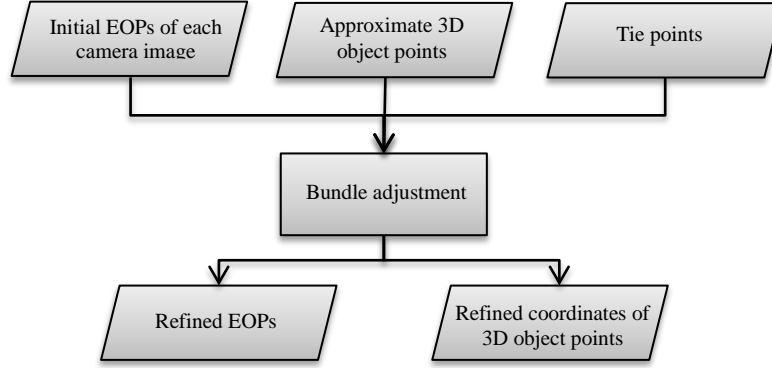 Initial EOPs of each
camera image
Approximate 3D
object points
Tie points
Bundle adjustment
Refined EOPs
Refined coordinates of
3D object points